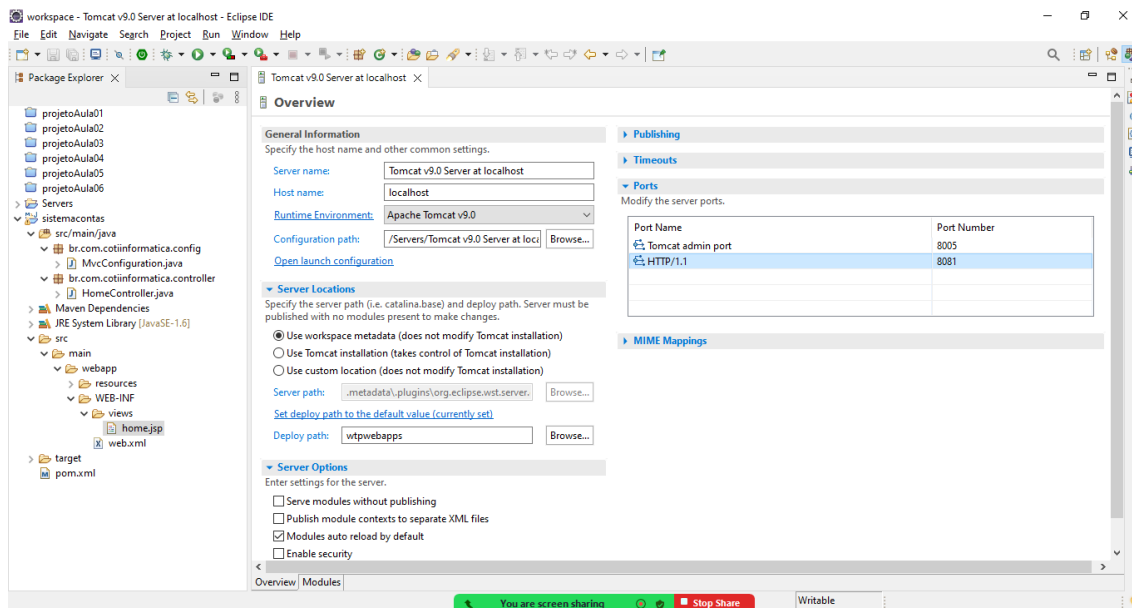 workspace - Tomcat v9.0 Server at localhost - Eclipse IDE
File Edit Navigate Search Project Run Window Help
Package Explorer
projetoAula01
projetoAula02
projetoAula03
projetoAula04
projetoAula05
projetoAula06
Servers
sistemacontas
src/main/java
br.com.cotiinformatica.config
MvcConfiguration.java
br.com.cotiinformatica.controller
HomeController.java
Maven Dependencies
JRE System Library [JavaSE-1.6]
src
main
webapp
resources
WEB-INF
views
home.jsp
web.xml
target
pom.xml
Tomcat v9.0 Server at localhost
Overview
General Information
Specify the host name and other common settings.
Server name: Tomcat v9.0 Server at localhost
Host name: localhost
Runtime Environment: Apache Tomcat v9.0
Configuration path: /Servers/Tomcat v9.0 Server at loca Browse...
Open launch configuration
Server Locations
Specify the server path (i.e. catalina.base) and deploy path. Server must be
published with no modules present to make changes.
Use workspace metadata (does not modify Tomcat installation)
Use Tomcat installation (takes control of Tomcat installation)
Use custom location (does not modify Tomcat installation)
Server path: .metadata\.plugins\org.eclipse.wst.server. Browse...
Set deploy path to the default value (currently set)
Deploy path: wtpwebapps Browse...
Server Options
Enter settings for the server.
Serve modules without publishing
Publish module contexts to separate XML files
Modules auto reload by default
Enable security
Publishing
Timeouts
Ports
Modify the server ports.
Port Name Port Number
Tomcat admin port 8005
HTTP/1.1 8081
MIME Mappings
Overview Modules
You are screen sharing Stop Share
Writable